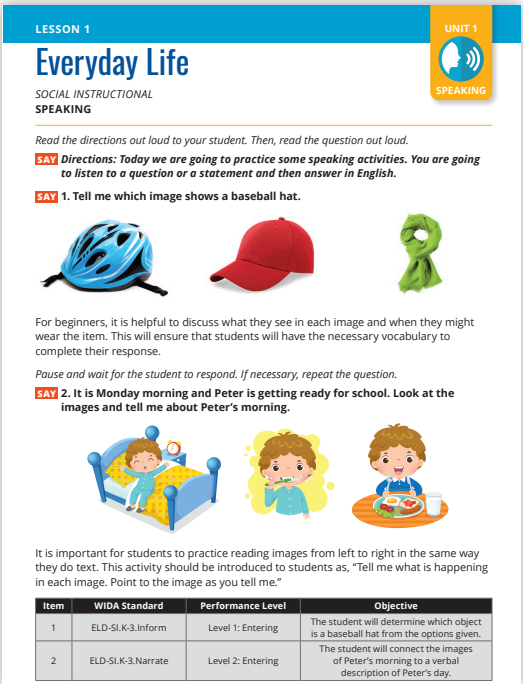 LESSON 1
UNIT 1
SPEAKING
Everyday Life
SOCIAL INSTRUCTIONAL
SPEAKING
Read the directions out loud to your student. Then, read the question out loud.
SAY Directions: Today we are going to practice some speaking activities. You are going
to listen to a question or a statement and then answer in English.
SAY 1. Tell me which image shows a baseball hat.
For beginners, it is helpful to discuss what they see in each image and when they might
wear the item. This will ensure that students will have the necessary vocabulary to
complete their response.
Pause and wait for the student to respond. If necessary, repeat the question.
SAY 2. It is Monday morning and Peter is getting ready for school. Look at the
images and tell me about Peter’s morning.
It is important for students to practice reading images from left to right in the same way
they do text. This activity should be introduced to students as, “Tell me what is happening
in each image. Point to the image as you tell me.”
Item WIDA Standard Performance Level Objective
1 ELD-SI.K-3.Inform Level 1: Entering The student will determine which object
is a baseball hat from the options given.
2 ELD-SI.K-3.Narrate Level 2: Entering The student will connect the images
of Peter’s morning to a verbal
description of Peter’s day.